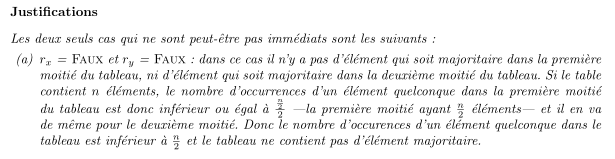 Justifications
Les deux seuls cas qui ne sont peut-être pas immédiats sont les suivants :
(a) r_x = FAUX et r_y = FAUX : dans ce cas il n'y a pas d'élément qui soit majoritaire dans la première
moitié du tableau, ni d'élément qui soit majoritaire dans la deuxième moitié du tableau. Si le table
contient n éléments, le nombre d'occurrences d'un élément quelconque dans la première moitié
du tableau est donc inférieur ou égal à \frac{\frac{n}{2}}{2} —la première moitié ayant \frac{n}{2} éléments— et il en va
de même pour le deuxième moitié. Donc le nombre d'occurences d'un élément quelconque dans le
tableau est inférieur à \frac{n}{2} et le tableau ne contient pas d'élément majoritaire.